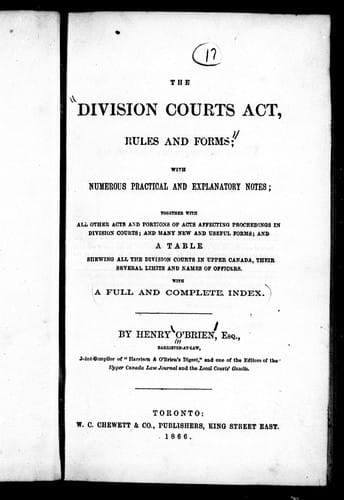 17
THE
"DIVISION COURTS ACT,
RULES AND FORMS;"
WITH
NUMEROUS PRACTICAL AND EXPLANATORY NOTES;
TOGETHER WITH
ALL OTHER ACTS AND PORTIONS OF ACTS AFFECTING PROCEEDINGS IN
DIVISION COURTS; AND MANY NEW AND USEFUL FORMS; AND
A TABLE
SHEWING ALL THE DIVISION COURTS IN UPPER CANADA, THEIR
SEVERAL LIMITS AND NAMES OF OFFICERS.
WITH
(A FULL AND COMPLETE INDEX.)
BY HENRY O'BRIEN, Esq.,
BARRISTER-AT-LAW,
Joint-Compiler of "Harrison & O'Brien's Digest," and one of the Editors of the
Upper Canada Law Journal and the Local Courts' Gazette.
TORONTO:
W. C. CHEWETT & CO., PUBLISHERS, KING STREET EAST.
1866.